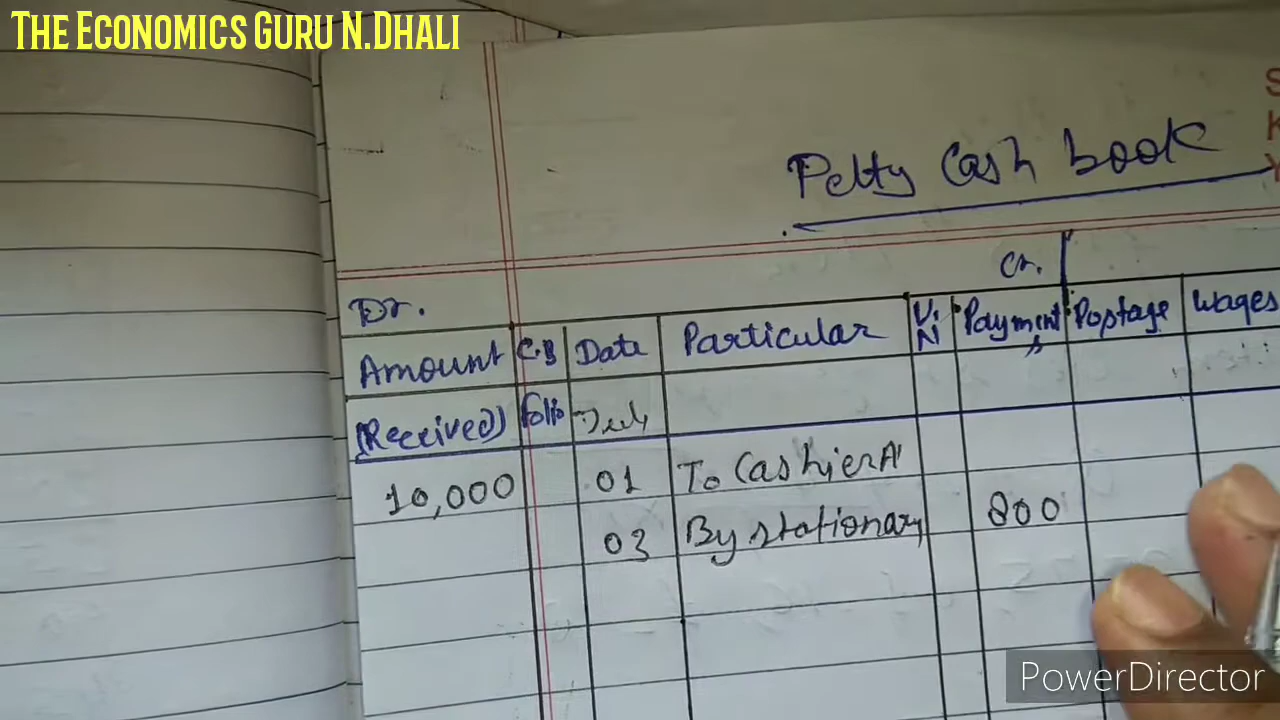 THE ECONOMICS GURU N.DHALI
Petty Cash book
S
K
Y
Dr.
Cr.
Amount C.B Date Particular V. Payment Postage Wages
N
(Received) folio
10,000 01 To Cashier A'
03 By stationary 800
PowerDirector